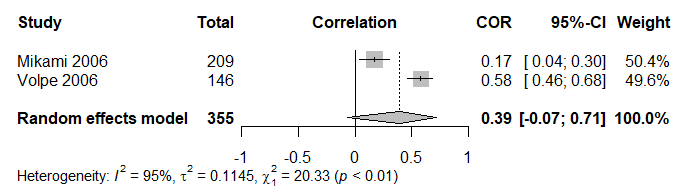 Study Total Correlation COR 95%-CI Weight
Mikami 2006 209 0.17 [ 0.04; 0.30] 50.4%
Volpe 2006 146 0.58 [ 0.46; 0.68] 49.6%
Random effects model 355 0.39 [-0.07; 0.71] 100.0%
-1 -0.5 0 0.5 1
Heterogeneity: I² = 95%, τ² = 0.1145, χ²₁ = 20.33 (p < 0.01)